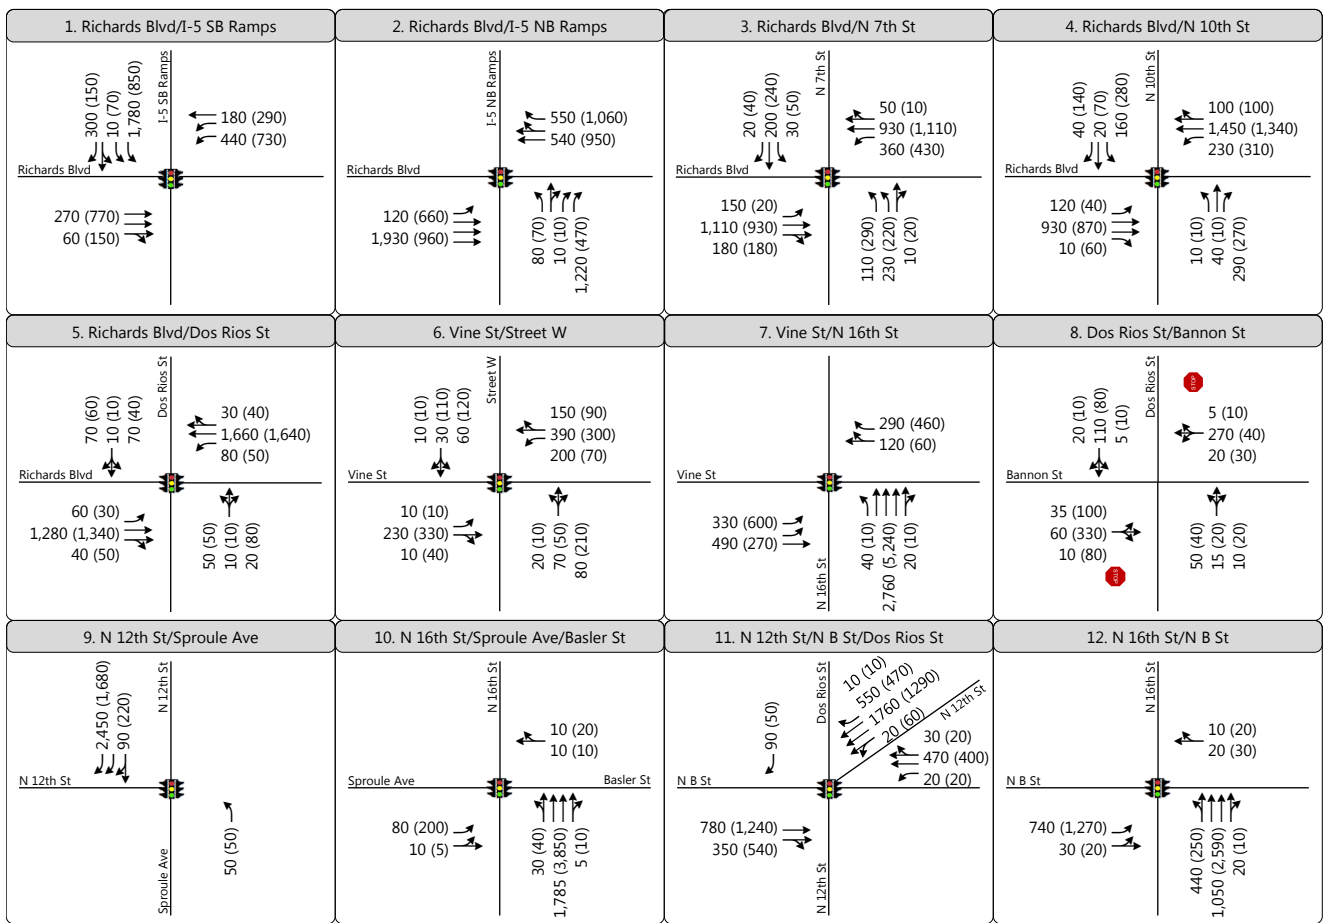 1. Richards Blvd/I-5 SB Ramps
300 (150)
10 (70)
1,780 (850)
I-5 SB Ramps
180 (290)
440 (730)
Richards Blvd
270 (770)
60 (150)
2. Richards Blvd/I-5 NB Ramps
I-5 NB Ramps
550 (1,060)
540 (950)
Richards Blvd
120 (660)
1,930 (960)
80 (70)
10 (10)
1,220 (470)
3. Richards Blvd/N 7th St
20 (40)
200 (240)
30 (50)
N 7th St
50 (10)
930 (1,110)
360 (430)
Richards Blvd
150 (20)
1,110 (930)
180 (180)
110 (290)
230 (220)
10 (20)
4. Richards Blvd/N 10th St
40 (140)
20 (70)
160 (280)
N 10th St
100 (100)
1,450 (1,340)
230 (310)
Richards Blvd
120 (40)
930 (870)
10 (60)
10 (10)
40 (10)
290 (270)
5. Richards Blvd/Dos Rios St
70 (60)
10 (10)
70 (40)
Dos Rios St
30 (40)
1,660 (1,640)
80 (50)
Richards Blvd
60 (30)
1,280 (1,340)
40 (50)
50 (50)
10 (10)
20 (80)
6. Vine St/Street W
10 (10)
30 (110)
60 (120)
Street W
150 (90)
390 (300)
200 (70)
Vine St
10 (10)
230 (330)
10 (40)
20 (10)
70 (50)
80 (210)
7. Vine St/N 16th St
290 (460)
120 (60)
Vine St
330 (600)
490 (270)
N 16th St
40 (10)
2,760 (5,240)
20 (10)
8. Dos Rios St/Bannon St
20 (10)
110 (80)
5 (10)
Dos Rios St
STOP
5 (10)
270 (40)
20 (30)
Bannon St
35 (100)
60 (330)
10 (80)
STOP
50 (40)
15 (20)
10 (20)
9. N 12th St/Sproule Ave
2,450 (1,680)
90 (220)
N 12th St
N 12th St
Sproule Ave
50 (50)
10. N 16th St/Sproule Ave/Basler St
N 16th St
10 (20)
10 (10)
Sproule Ave
Basler St
80 (200)
10 (5)
30 (40)
1,785 (3,850)
5 (10)
11. N 12th St/N B St/Dos Rios St
90 (50)
Dos Rios St
10 (10)
550 (470)
1760 (1290)
20 (60)
N 12th St
30 (20)
470 (400)
20 (20)
N B St
780 (1,240)
350 (540)
N 12th St
12. N 16th St/N B St
N 16th St
10 (20)
20 (30)
N B St
740 (1,270)
30 (20)
440 (250)
1,050 (2,590)
20 (10)